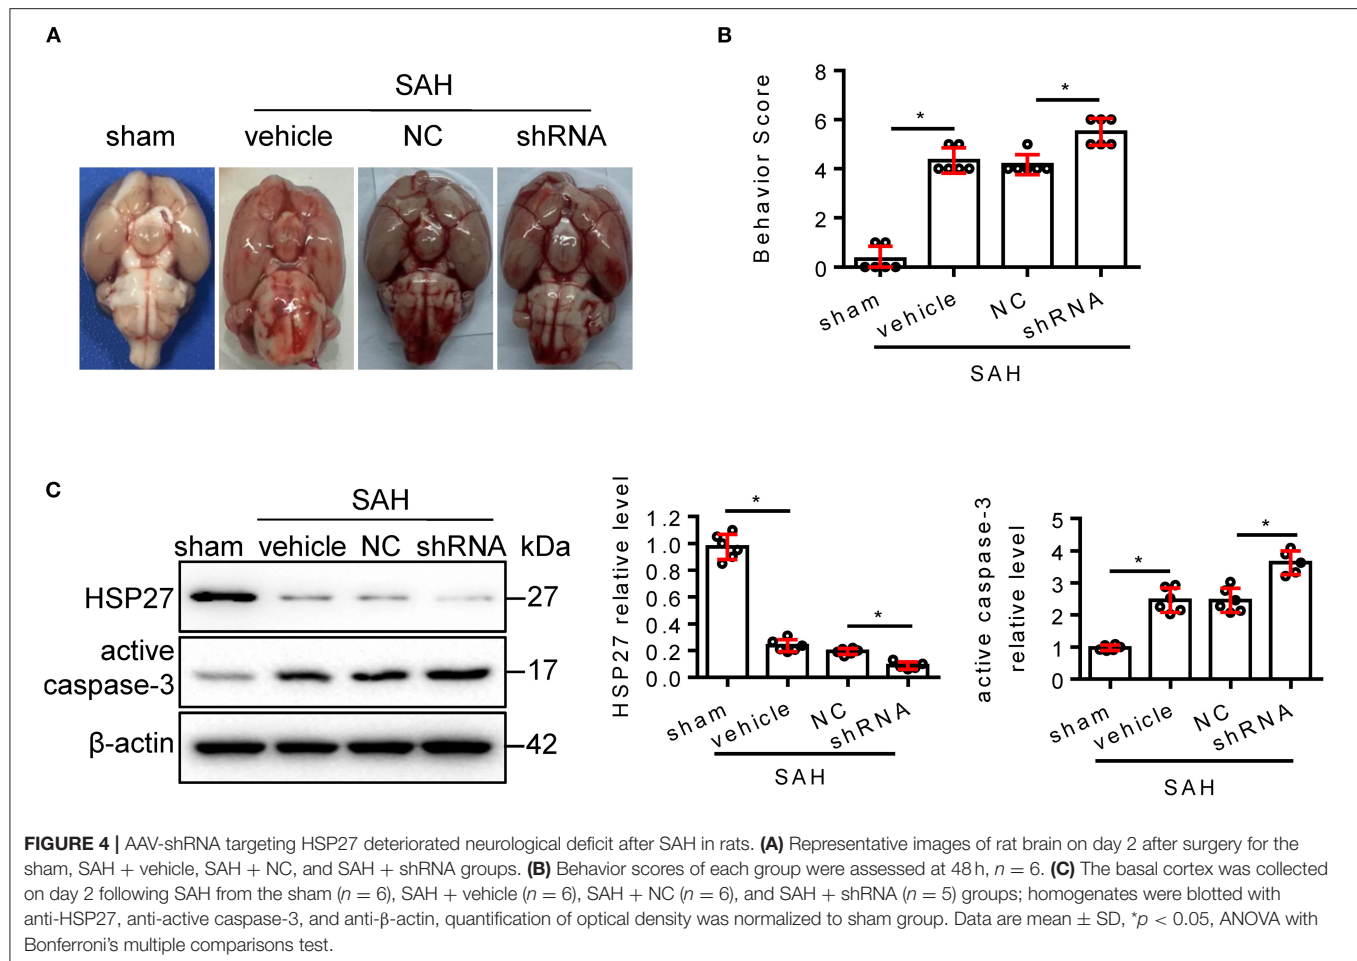 A
SAH
sham vehicle NC shRNA
B
Behavior Score
8
6
4
2
0
*
*
sham
vehicle
NC
shRNA
SAH
C
SAH
sham vehicle NC shRNA kDa
HSP27
27
active
caspase-3
17
β-actin
42
HSP27 relative level
1.2
1.0
0.8
0.6
0.4
0.2
0.0
*
*
sham
vehicle
NC
shRNA
SAH
active caspase-3
relative level
5
4
3
2
1
0
*
*
sham
vehicle
NC
shRNA
SAH
FIGURE 4 | AAV-shRNA targeting HSP27 deteriorated neurological deficit after SAH in rats. (A) Representative images of rat brain on day 2 after surgery for the
sham, SAH + vehicle, SAH + NC, and SAH + shRNA groups. (B) Behavior scores of each group were assessed at 48 h, n = 6. (C) The basal cortex was collected
on day 2 following SAH from the sham (n = 6), SAH + vehicle (n = 6), SAH + NC (n = 6), and SAH + shRNA (n = 5) groups; homogenates were blotted with
anti-HSP27, anti-active caspase-3, and anti-β-actin, quantification of optical density was normalized to sham group. Data are mean ± SD, *p < 0.05, ANOVA with
Bonferroni's multiple comparisons test.